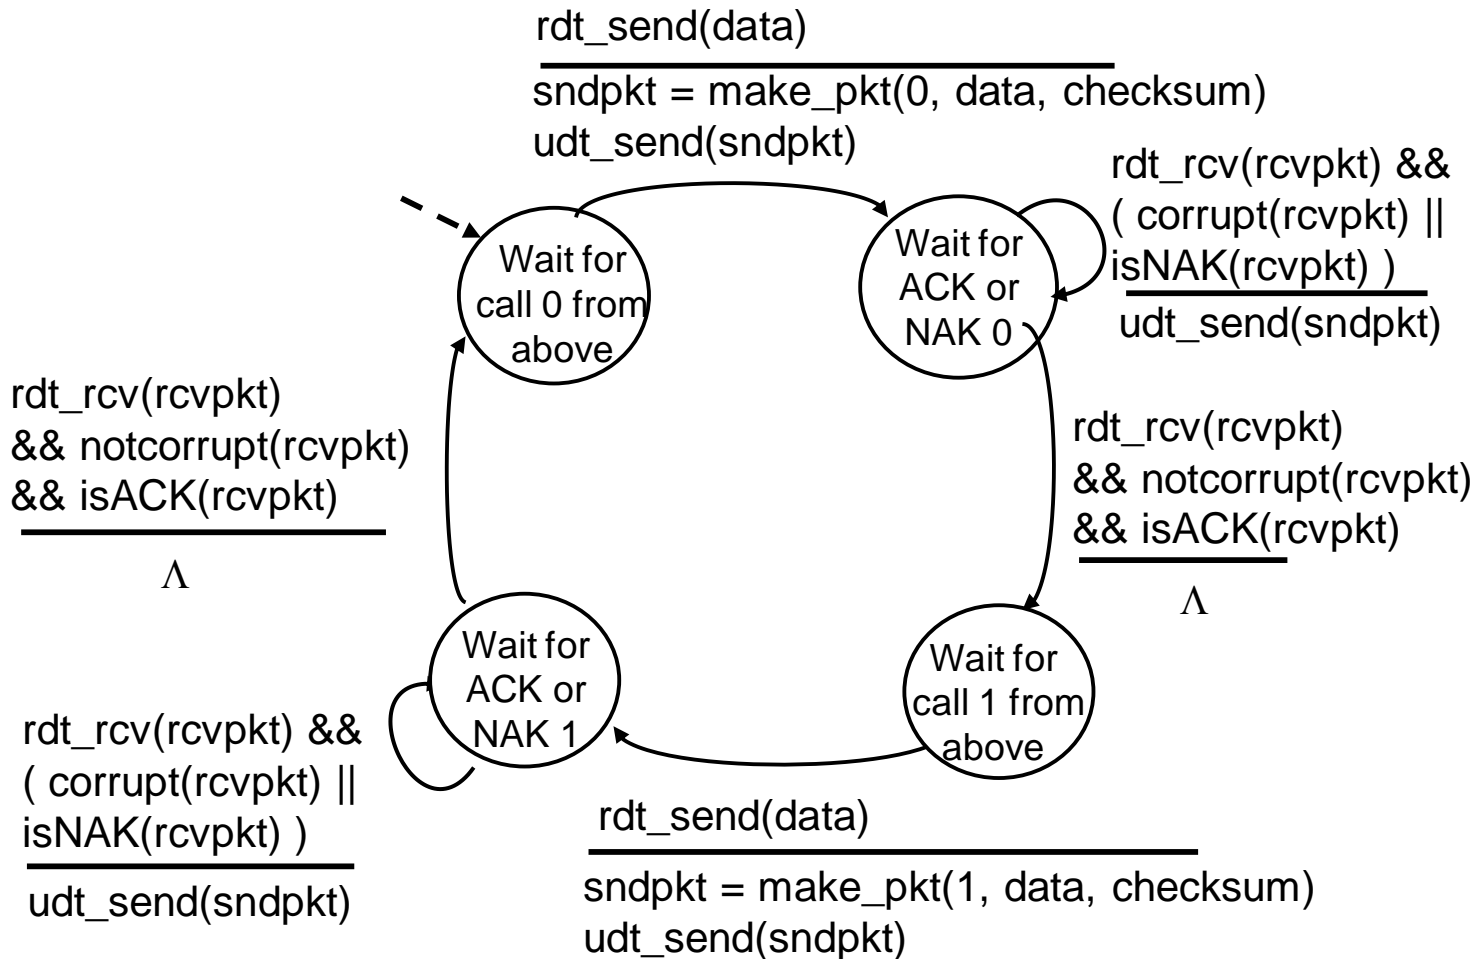 rdt_send(data)
sndpkt = make_pkt(0, data, checksum)
udt_send(sndpkt)
rdt_rcv(rcvpkt) &&
( corrupt(rcvpkt) ||
isNAK(rcvpkt) )
udt_send(sndpkt)
Wait for
call 0 from
above
Wait for
ACK or
NAK 0
rdt_rcv(rcvpkt)
&& notcorrupt(rcvpkt)
&& isACK(rcvpkt)
Λ
rdt_rcv(rcvpkt)
&& notcorrupt(rcvpkt)
&& isACK(rcvpkt)
Λ
Wait for
ACK or
NAK 1
Wait for
call 1 from
above
rdt_rcv(rcvpkt) &&
( corrupt(rcvpkt) ||
isNAK(rcvpkt) )
udt_send(sndpkt)
rdt_send(data)
sndpkt = make_pkt(1, data, checksum)
udt_send(sndpkt)